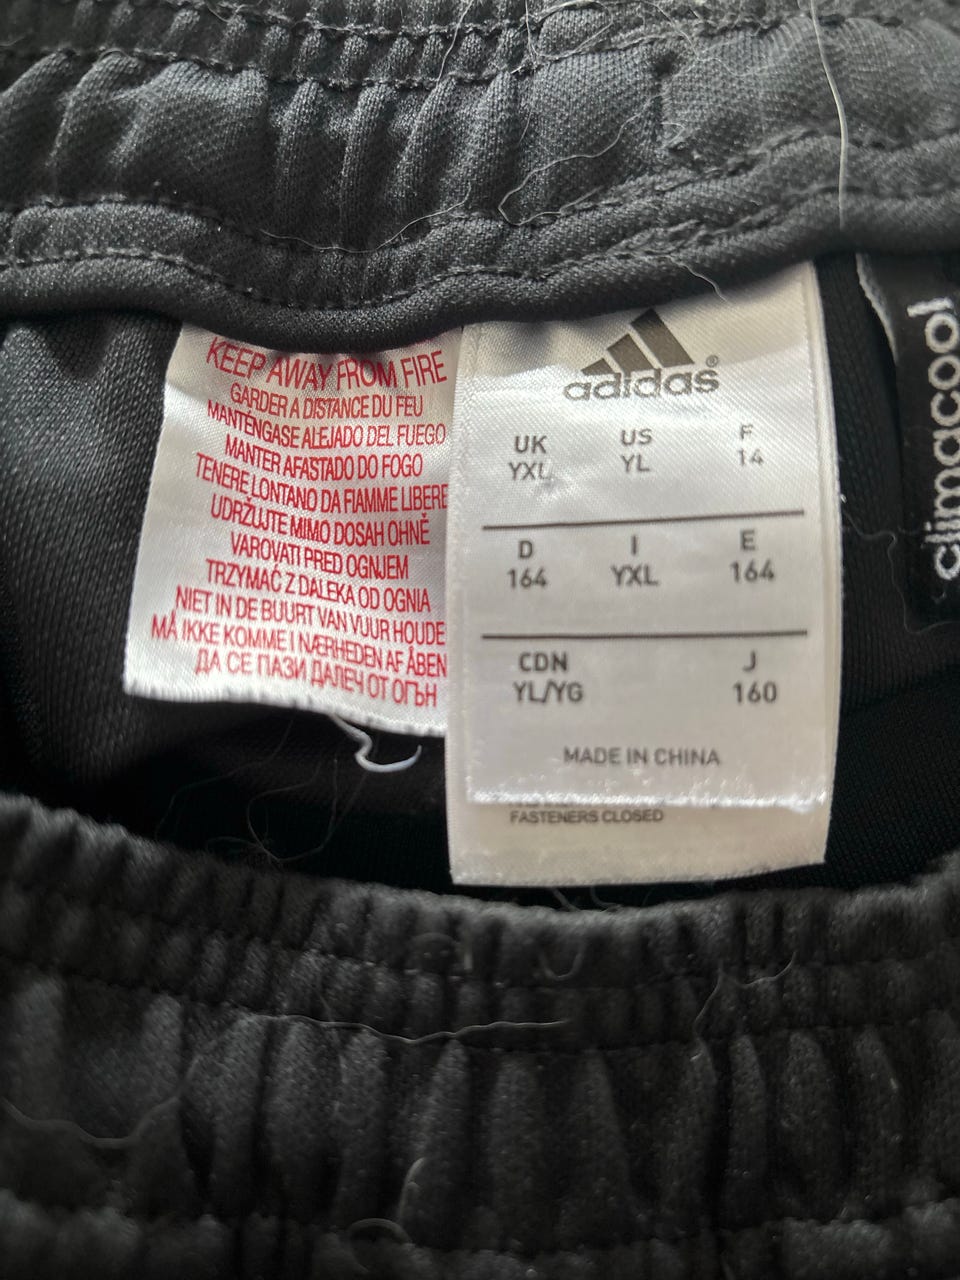 KEEP AWAY FROM FIRE
GARDER A DISTANCE DU FEU
MANTÉNGASE ALEJADO DEL FUEGO
MANTER AFASTADO DO FOGO
TENERE LONTANO DA FIAMME LIBERE
UDRŽUJTE MIMO DOSAH OHNĚ
VAROVATI PRED OGNJEM
TRZYMAĆ Z DALEKA OD OGNIA
NIET IN DE BUURT VAN VUUR HOUDE
MÅ IKKE KOMME I NÆRHEDEN AF ÅBEN
ДА СЕ ПАЗИ ДАЛЕЧ ОТ ОГЪН
adidas®
UK US F
YXL YL 14
D I E
164 YXL 164
CDN J
YL/YG 160
MADE IN CHINA
FASTENERS CLOSED
climacool